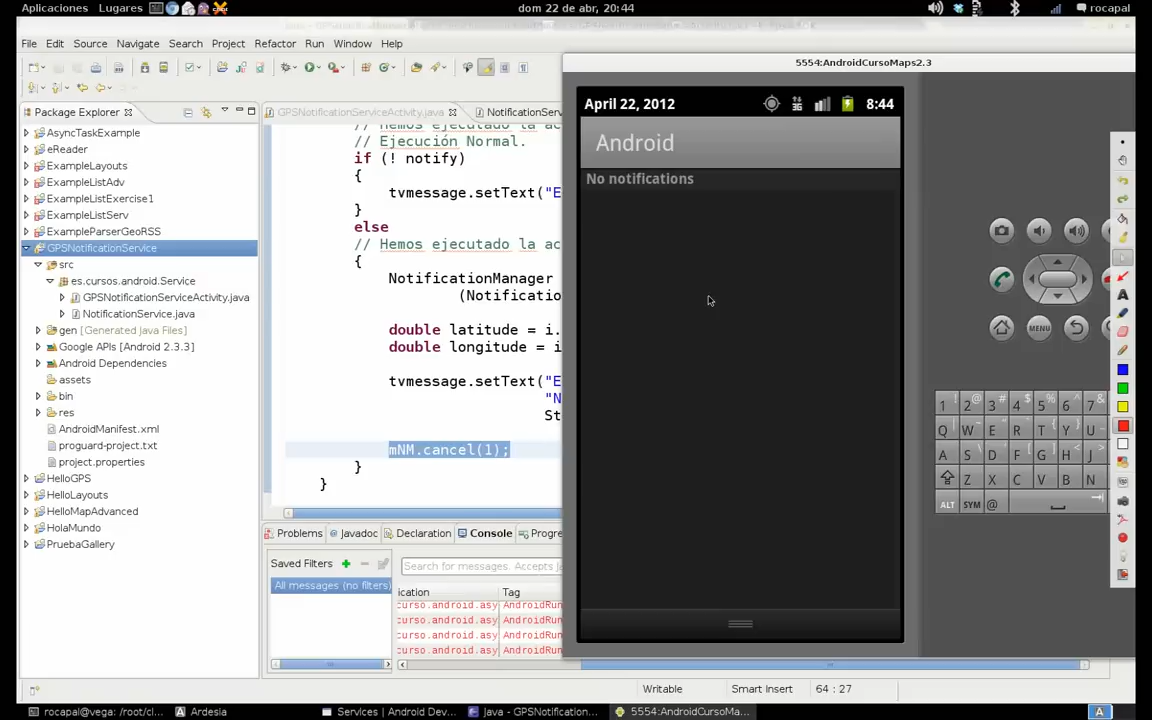 Aplicaciones Lugares dom 22 de abr, 20:44 rocapal
File Edit Source Navigate Search Project Refactor Run Window Help
5554:AndroidCursoMaps2.3
Package Explorer
GPSNotificationServiceActivity.java
NotificationServ
AsyncTaskExample
eReader
ExampleLayouts
ExampleListAdv
ExampleListExercise1
ExampleListServ
ExampleParserGeoRSS
GPSNotificationService
src
es.cursos.android.Service
GPSNotificationServiceActivity.java
NotificationService.java
gen [Generated Java Files]
Google APIs [Android 2.3.3]
Android Dependencies
assets
bin
res
AndroidManifest.xml
proguard-project.txt
project.properties
HelloGPS
HelloLayouts
HelloMapAdvanced
HolaMundo
PruebaGallery
// Hemos ejecutado la ac
// Ejecución Normal.
if (! notify)
{
tvmessage.setText("E
}
else
// Hemos ejecutado la ac
{
NotificationManager
(Notificatio
double latitude = i.
double longitude = i
tvmessage.setText("E
"N
St
mNM.cancel(1);
}
}
April 22, 2012 3G 8:44
Android
No notifications
MENU
1 ! 2 @ 3 # 4 $ 5 % 6 ^ 7 &
Q W E R T Y U
A S D F G H J
Z X C V B N
ALT SYM @
Problems Javadoc Declaration Console Progre
Saved Filters
All messages (no filters)
Search for messages. Accepts Ja
ication Tag
curso.android.asy AndroidRun
curso.android.asy AndroidRun
curso.android.asy AndroidRun
curso.android.asy AndroidRun
Writable Smart Insert 64 : 27
rocapal@vega: /root/cl... Ardesia Services | Android Dev... Java - GPSNotification... 5554:AndroidCursoMa...